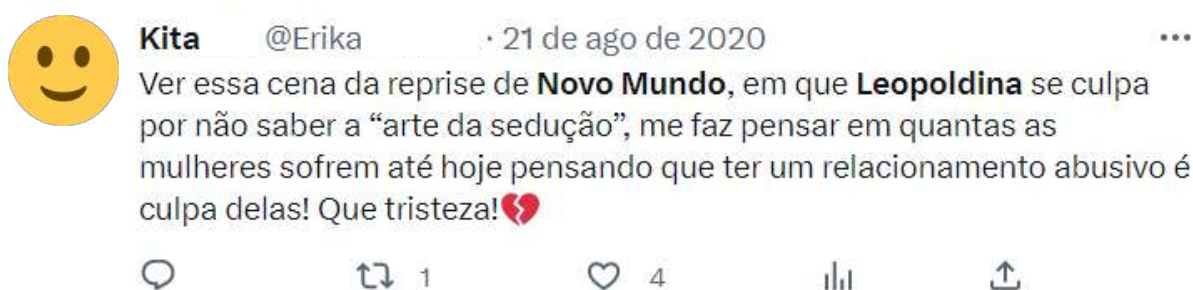 Kita @Erika · 21 de ago de 2020
Ver essa cena da reprise de Novo Mundo, em que Leopoldina se culpa
por não saber a “arte da sedução”, me faz pensar em quantas as
mulheres sofrem até hoje pensando que ter um relacionamento abusivo é
culpa delas! Que tristeza!💔
1 4